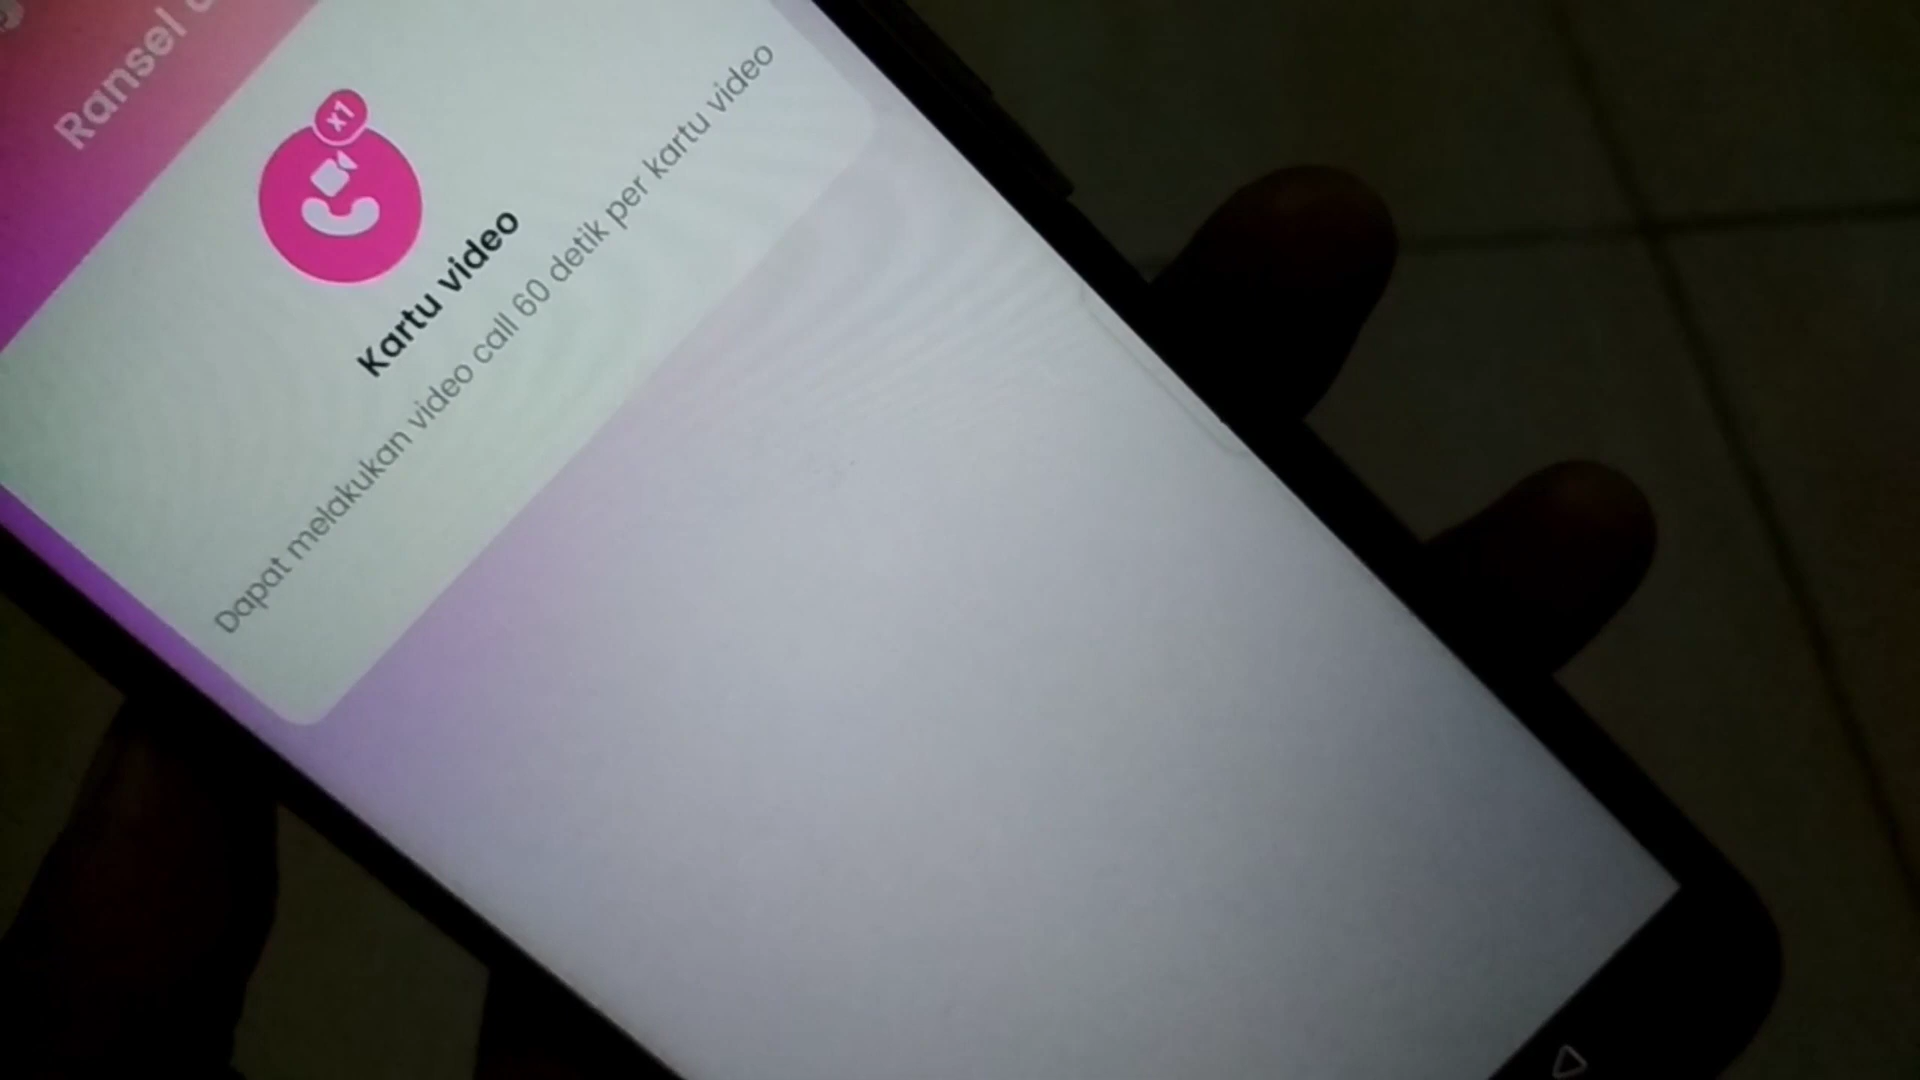 Ransel
x1
Kartu video
Dapat melakukan video call 60 detik per kartu video